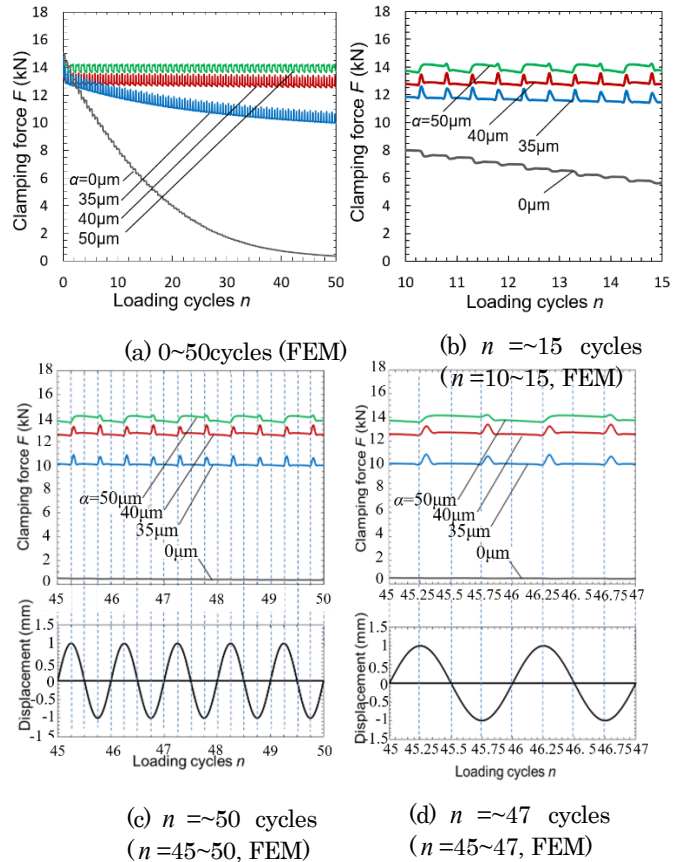 18
16
14
12
10
8
6
4
2
0
Clamping force F (kN)
α=0μm
35μm
40μm
50μm
0 10 20 30 40 50
Loading cycles n
(a) 0~50cycles (FEM)
18
16
14
12
10
8
6
4
2
0
Clamping force F (kN)
α=50μm
40μm
35μm
0μm
10 11 12 13 14 15
Loading cycles n
(b) n =~15 cycles
(n=10~15, FEM)
18
16
14
12
10
8
6
4
2
0
Clamping force F (kN)
α=50μm
40μm
35μm
0μm
45 46 47 48 49 50
1.5
1
0.5
0
-0.5
-1
-1 5
Displacement (mm)
45 46 47 48 49 50
Loading cycles n
(c) n =~50 cycles
(n=45~50, FEM)
18
16
14
12
10
8
6
4
2
0
Clamping force F (kN)
α=50μm
40μm
35μm
0μm
45 45.25 45.5 45.75 46 46.25 46. 5 46.75 47
1.5
1
0.5
0
-0.5
-1
1.5
Displacement (mm)
45 45.25 45.5 45.75 46 46.25 46. 5 46.75 47
Loading cycles n
(d) n =~47 cycles
(n=45~47, FEM)